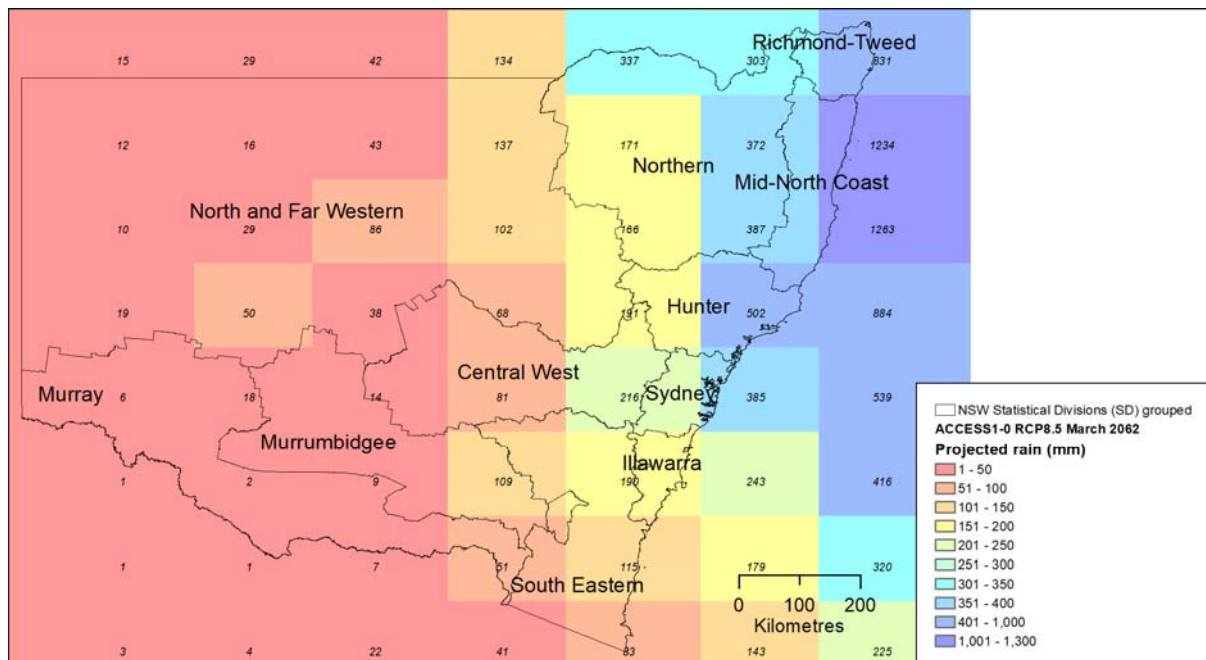 Richmond-Tweed
15 29 42 134 337 303 831
12 16 43 137 171 372 1234
Northern
Mid-North Coast
North and Far Western
10 29 86 102 166 387 1263
Hunter
19 50 38 68 191 502 884
Central West
Murray
Sydney
6 18 14 81 216 385 539
Murrumbidgee
Illawarra
1 2 9 109 190 243 416
1 1 7 51 115 179 320
South Eastern
0 100 200
Kilometres
3 4 22 41 83 143 225
NSW Statistical Divisions (SD) grouped
ACCESS1-0 RCP8.5 March 2062
Projected rain (mm)
1 - 50
51 - 100
101 - 150
151 - 200
201 - 250
251 - 300
301 - 350
351 - 400
401 - 1,000
1,001 - 1,300